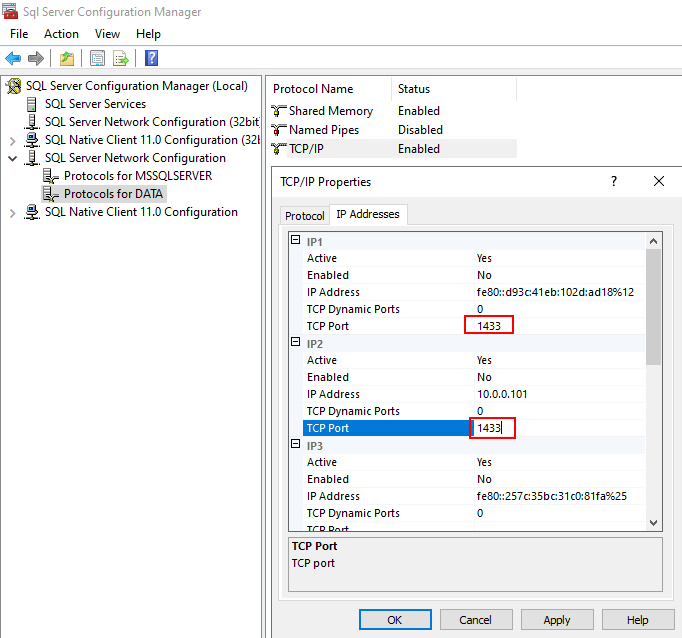 Sql Server Configuration Manager
File Action View Help
SQL Server Configuration Manager (Local)
SQL Server Services
SQL Server Network Configuration (32bit
SQL Native Client 11.0 Configuration (32b
SQL Server Network Configuration
Protocols for MSSQLSERVER
Protocols for DATA
SQL Native Client 11.0 Configuration
Protocol Name Status
Shared Memory Enabled
Named Pipes Disabled
TCP/IP Enabled
TCP/IP Properties ?
Protocol IP Addresses
IP1
Active Yes
Enabled No
IP Address fe80::d93c:41eb:102d:ad18%12
TCP Dynamic Ports 0
TCP Port 1433
IP2
Active Yes
Enabled No
IP Address 10.0.0.101
TCP Dynamic Ports 0
TCP Port 1433
IP3
Active Yes
Enabled No
IP Address fe80::257c:35bc:31c0:81fa%25
TCP Dynamic Ports 0
TCP Port
TCP Port
TCP port
OK Cancel Apply Help